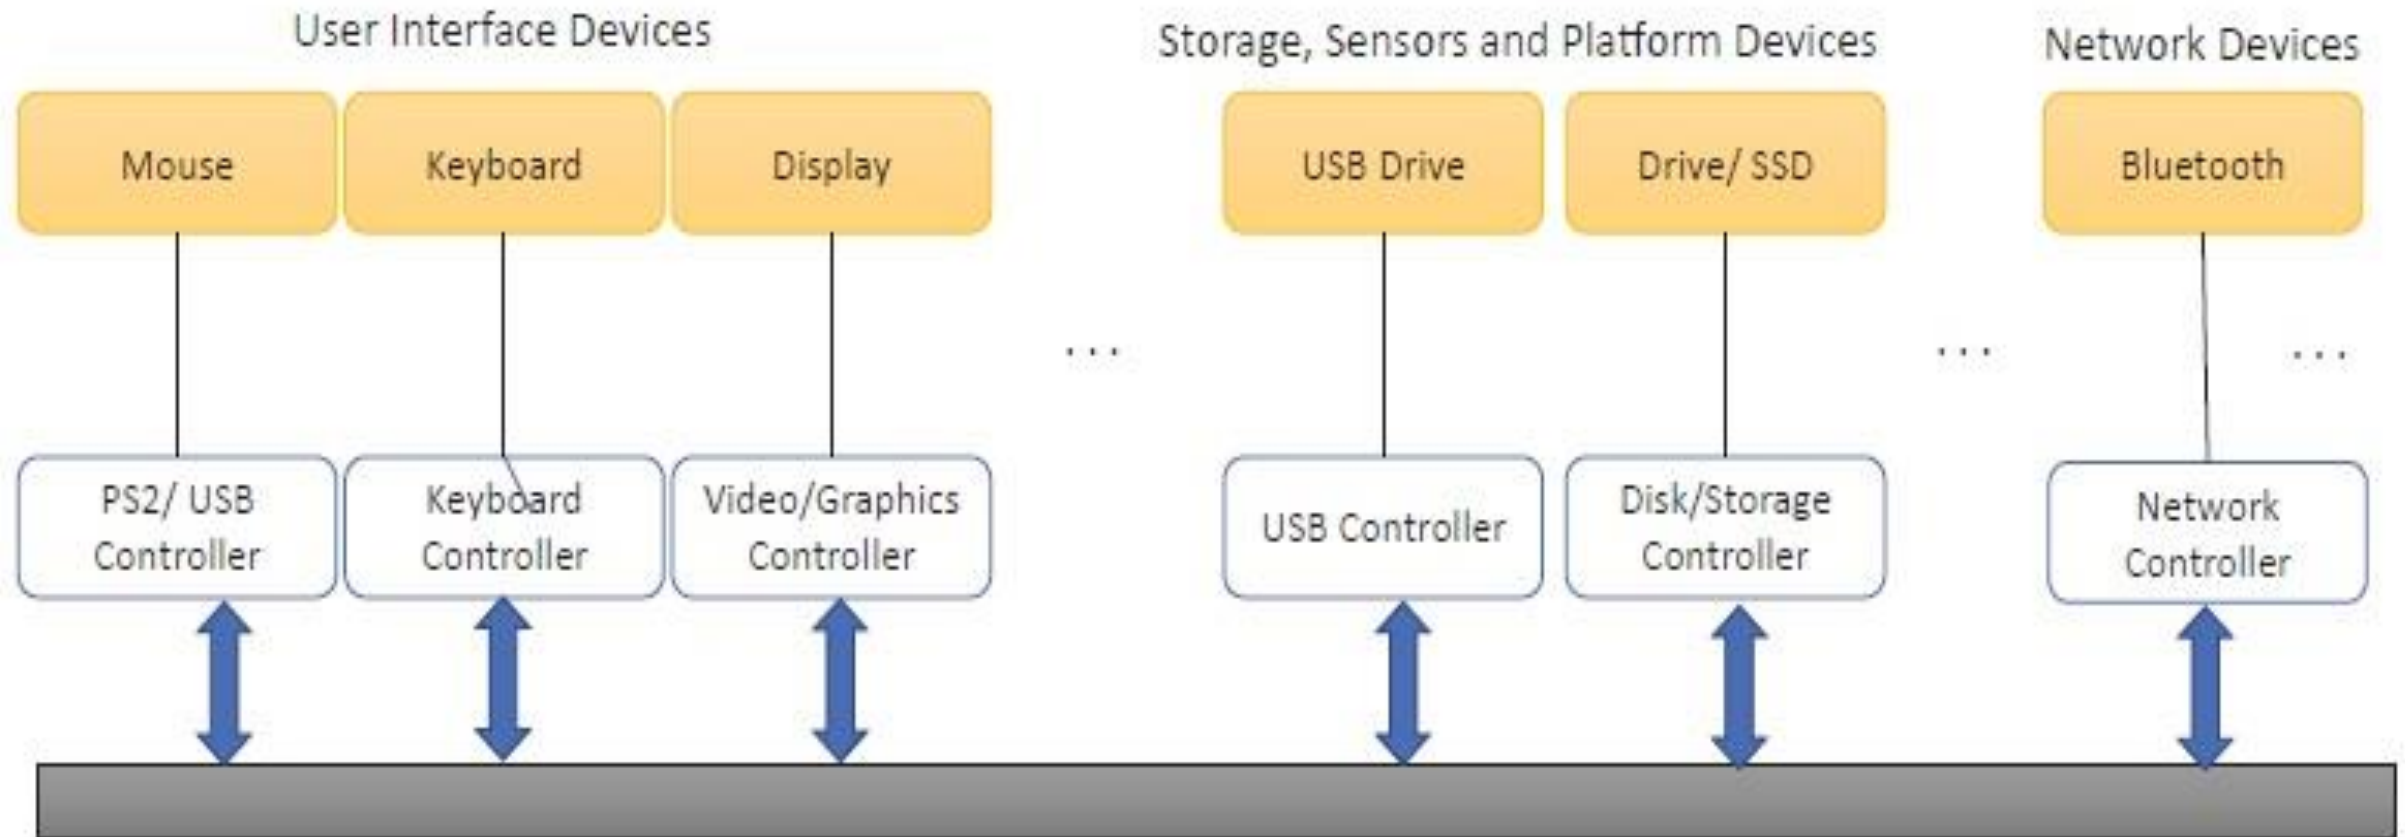 User Interface Devices
Storage, Sensors and Platform Devices
Network Devices
Mouse
Keyboard
Display
USB Drive
Drive/ SSD
Bluetooth
...
...
...
PS2/ USB
Controller
Keyboard
Controller
Video/Graphics
Controller
USB Controller
Disk/Storage
Controller
Network
Controller